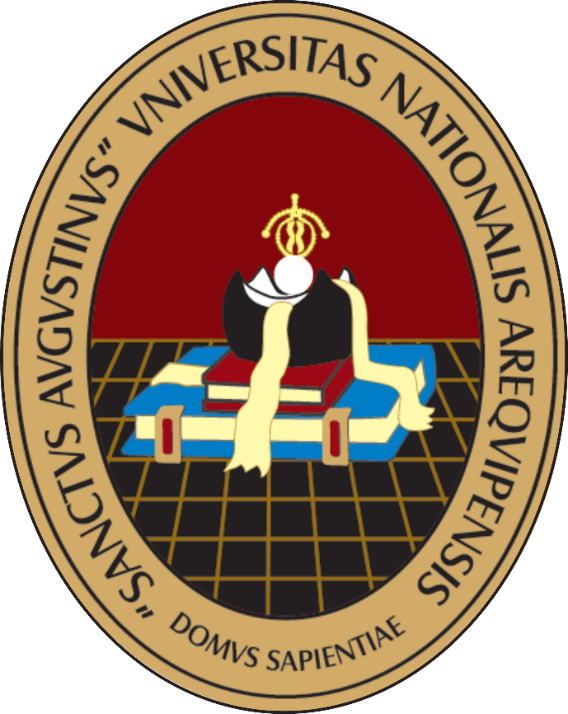 "SANCTVS AVGVSTINVS" VNIVERSITAS NATIONALIS AREQVIPENSIS
DOMVS SAPIENTIAE